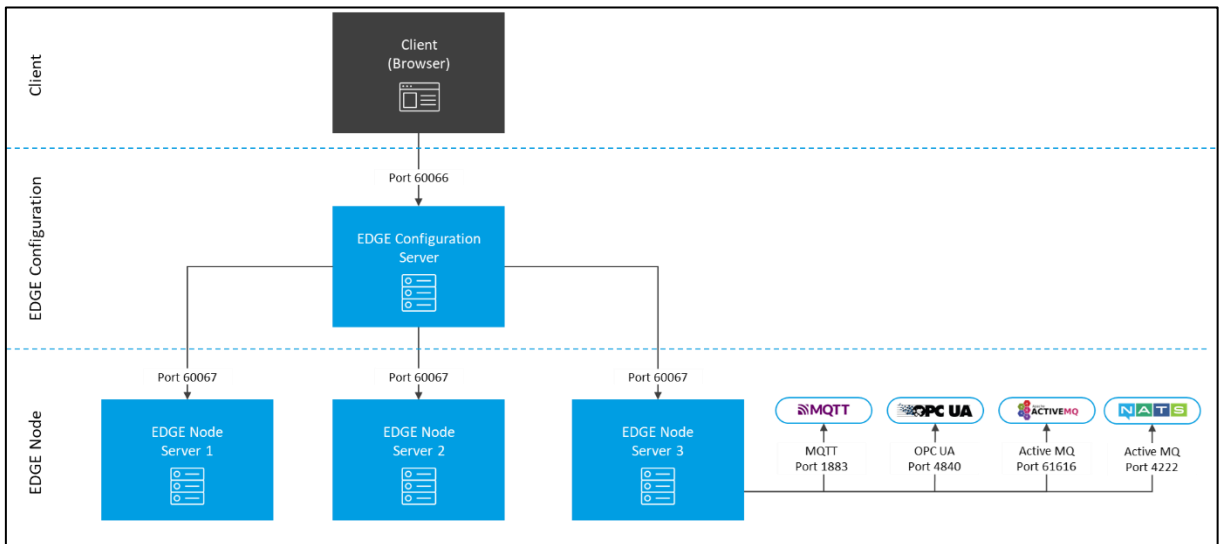 Client
Client
(Browser)
Port 60066
EDGE Configuration
EDGE Configuration
Server
Port 60067
Port 60067
Port 60067
EDGE Node
EDGE Node
Server 1
EDGE Node
Server 2
EDGE Node
Server 3
MQTT
OPC UA
ACTIVEMQ
NATS
MQTT
Port 1883
OPC UA
Port 4840
Active MQ
Port 61616
Active MQ
Port 4222